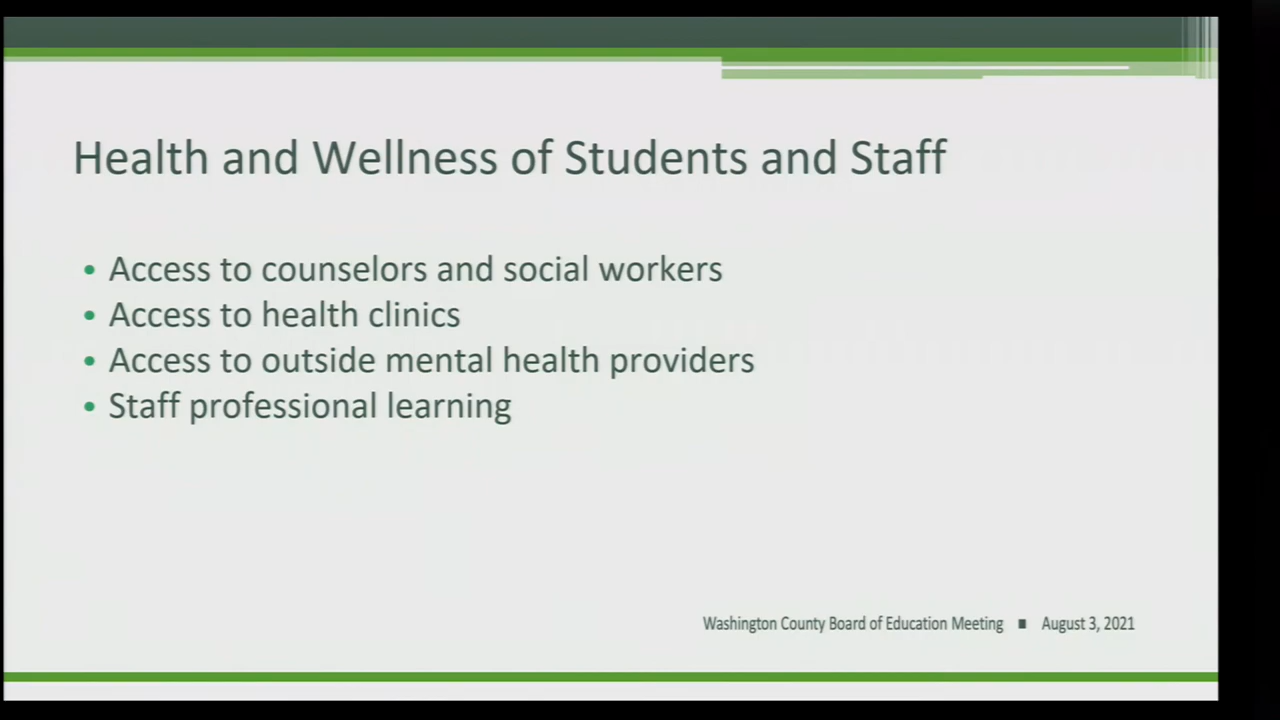 Health and Wellness of Students and Staff
• Access to counselors and social workers
• Access to health clinics
• Access to outside mental health providers
• Staff professional learning
Washington County Board of Education Meeting ■ August 3, 2021